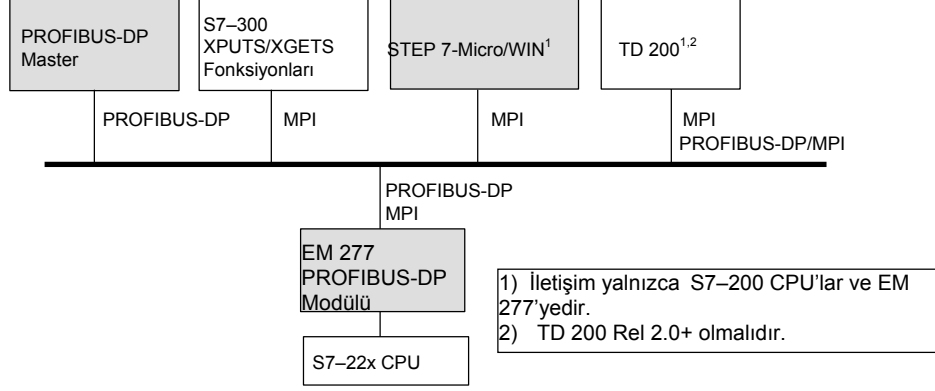 PROFIBUS-DP
Master
S7–300
XPUTS/XGETS
Fonksiyonları
STEP 7-Micro/WIN¹
TD 200¹,²
PROFIBUS-DP
MPI
MPI
MPI
PROFIBUS-DP/MPI
PROFIBUS-DP
MPI
EM 277
PROFIBUS-DP
Modülü
S7–22x CPU
1) İletişim yalnızca S7–200 CPU’lar ve EM
277’yedir.
2) TD 200 Rel 2.0+ olmalıdır.